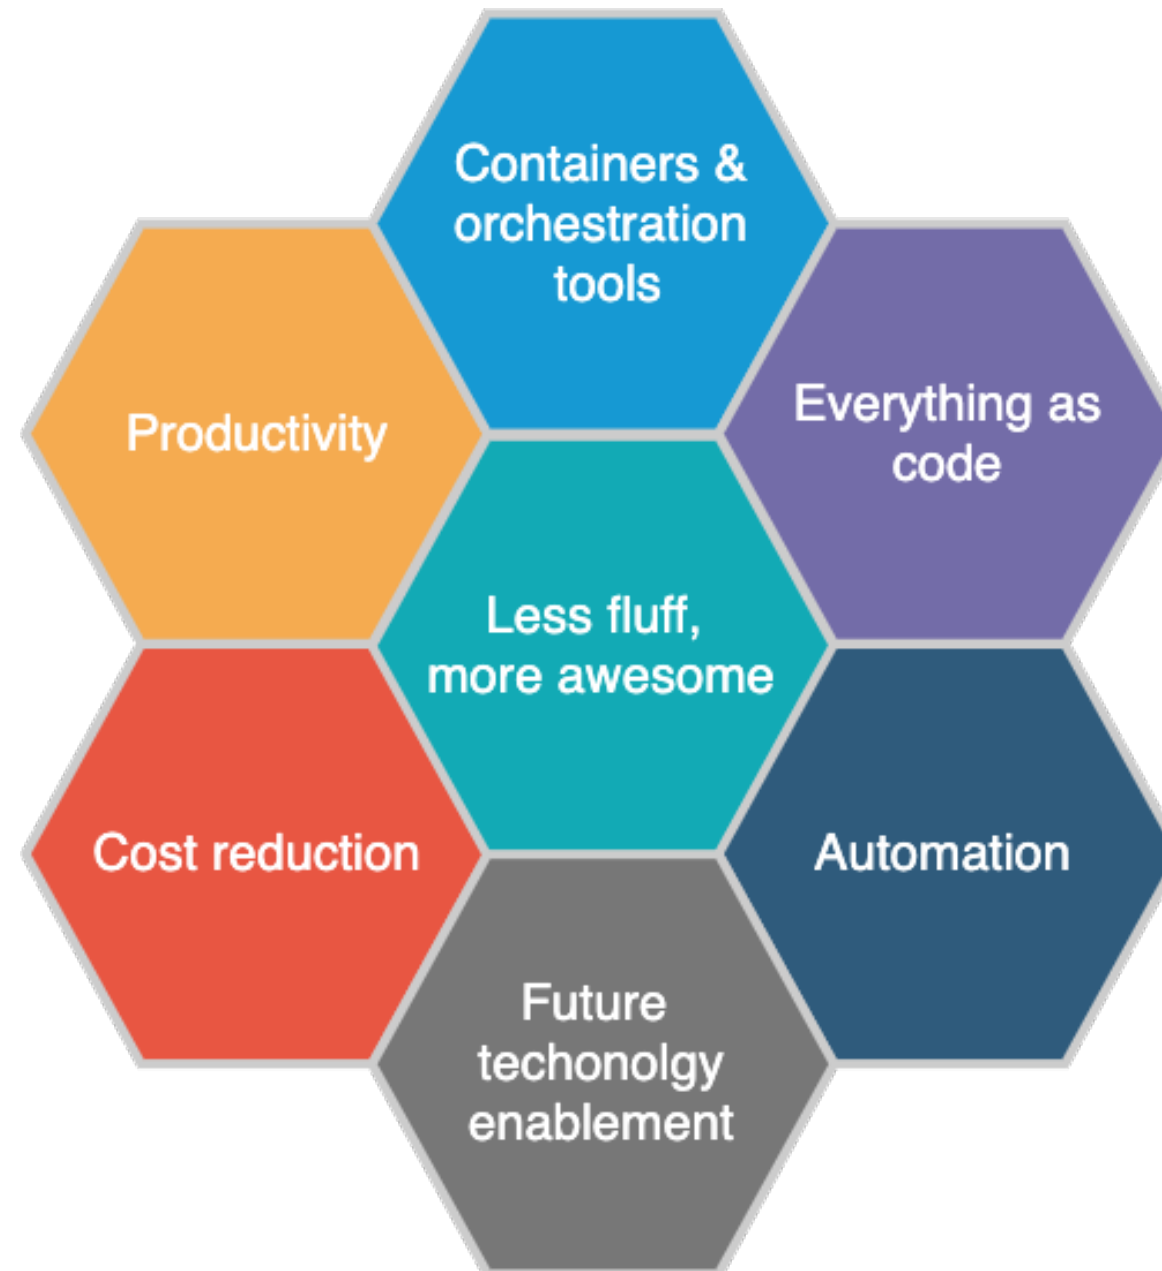 Containers &
orchestration
tools
Productivity
Everything as
code
Less fluff,
more awesome
Cost reduction
Automation
Future
techonolgy
enablement